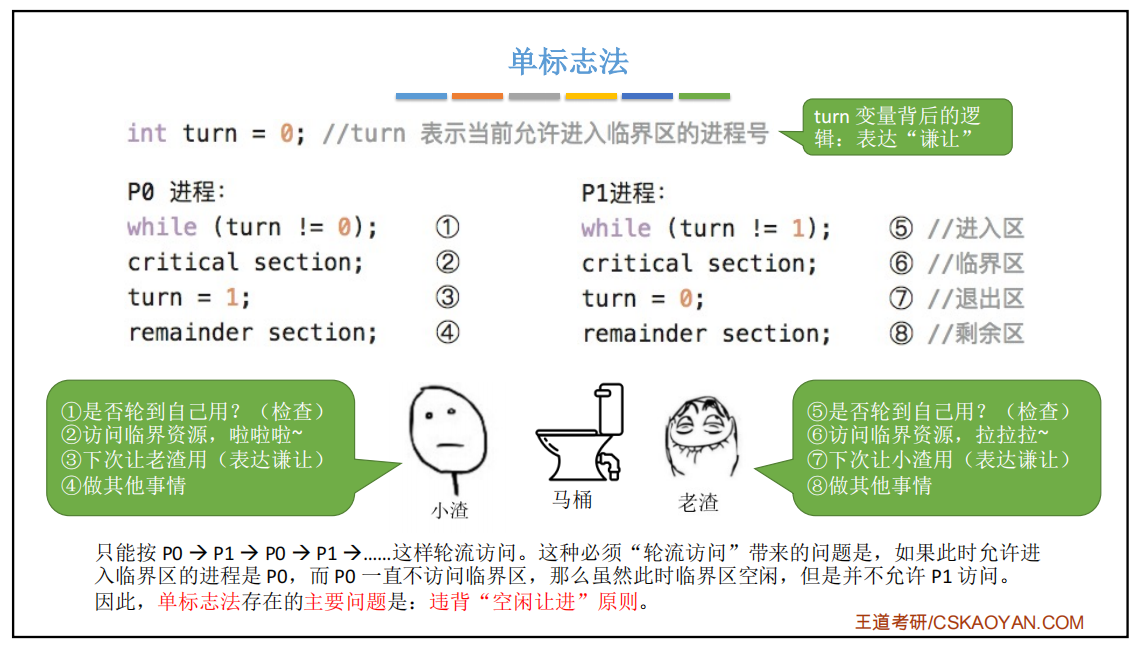 单标志法
int turn = 0; //turn 表示当前允许进入临界区的进程号
turn 变量背后的逻
辑：表达“谦让”
P0 进程：
while (turn != 0); ①
critical section; ②
turn = 1; ③
remainder section; ④
P1进程：
while (turn != 1); ⑤ //进入区
critical section; ⑥ //临界区
turn = 0; ⑦ //退出区
remainder section; ⑧ //剩余区
①是否轮到自己用？（检查）
②访问临界资源，啦啦啦~
③下次让老渣用（表达谦让）
④做其他事情
小渣
马桶
老渣
⑤是否轮到自己用？（检查）
⑥访问临界资源，拉拉拉~
⑦下次让小渣用（表达谦让）
⑧做其他事情
只能按 P0 → P1 → P0 → P1 →……这样轮流访问。这种必须“轮流访问”带来的问题是，如果此时允许进
入临界区的进程是 P0，而 P0 一直不访问临界区，那么虽然此时临界区空闲，但是并不允许 P1 访问。
因此，单标志法存在的主要问题是：违背“空闲让进”原则。
王道考研/CSKAOYAN.COM